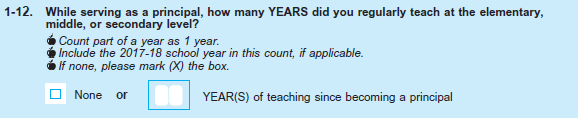 1-12. While serving as a principal, how many YEARS did you regularly teach at the elementary,
middle, or secondary level?
Count part of a year as 1 year.
Include the 2017-18 school year in this count, if applicable.
If none, please mark (X) the box.
None or YEAR(S) of teaching since becoming a principal